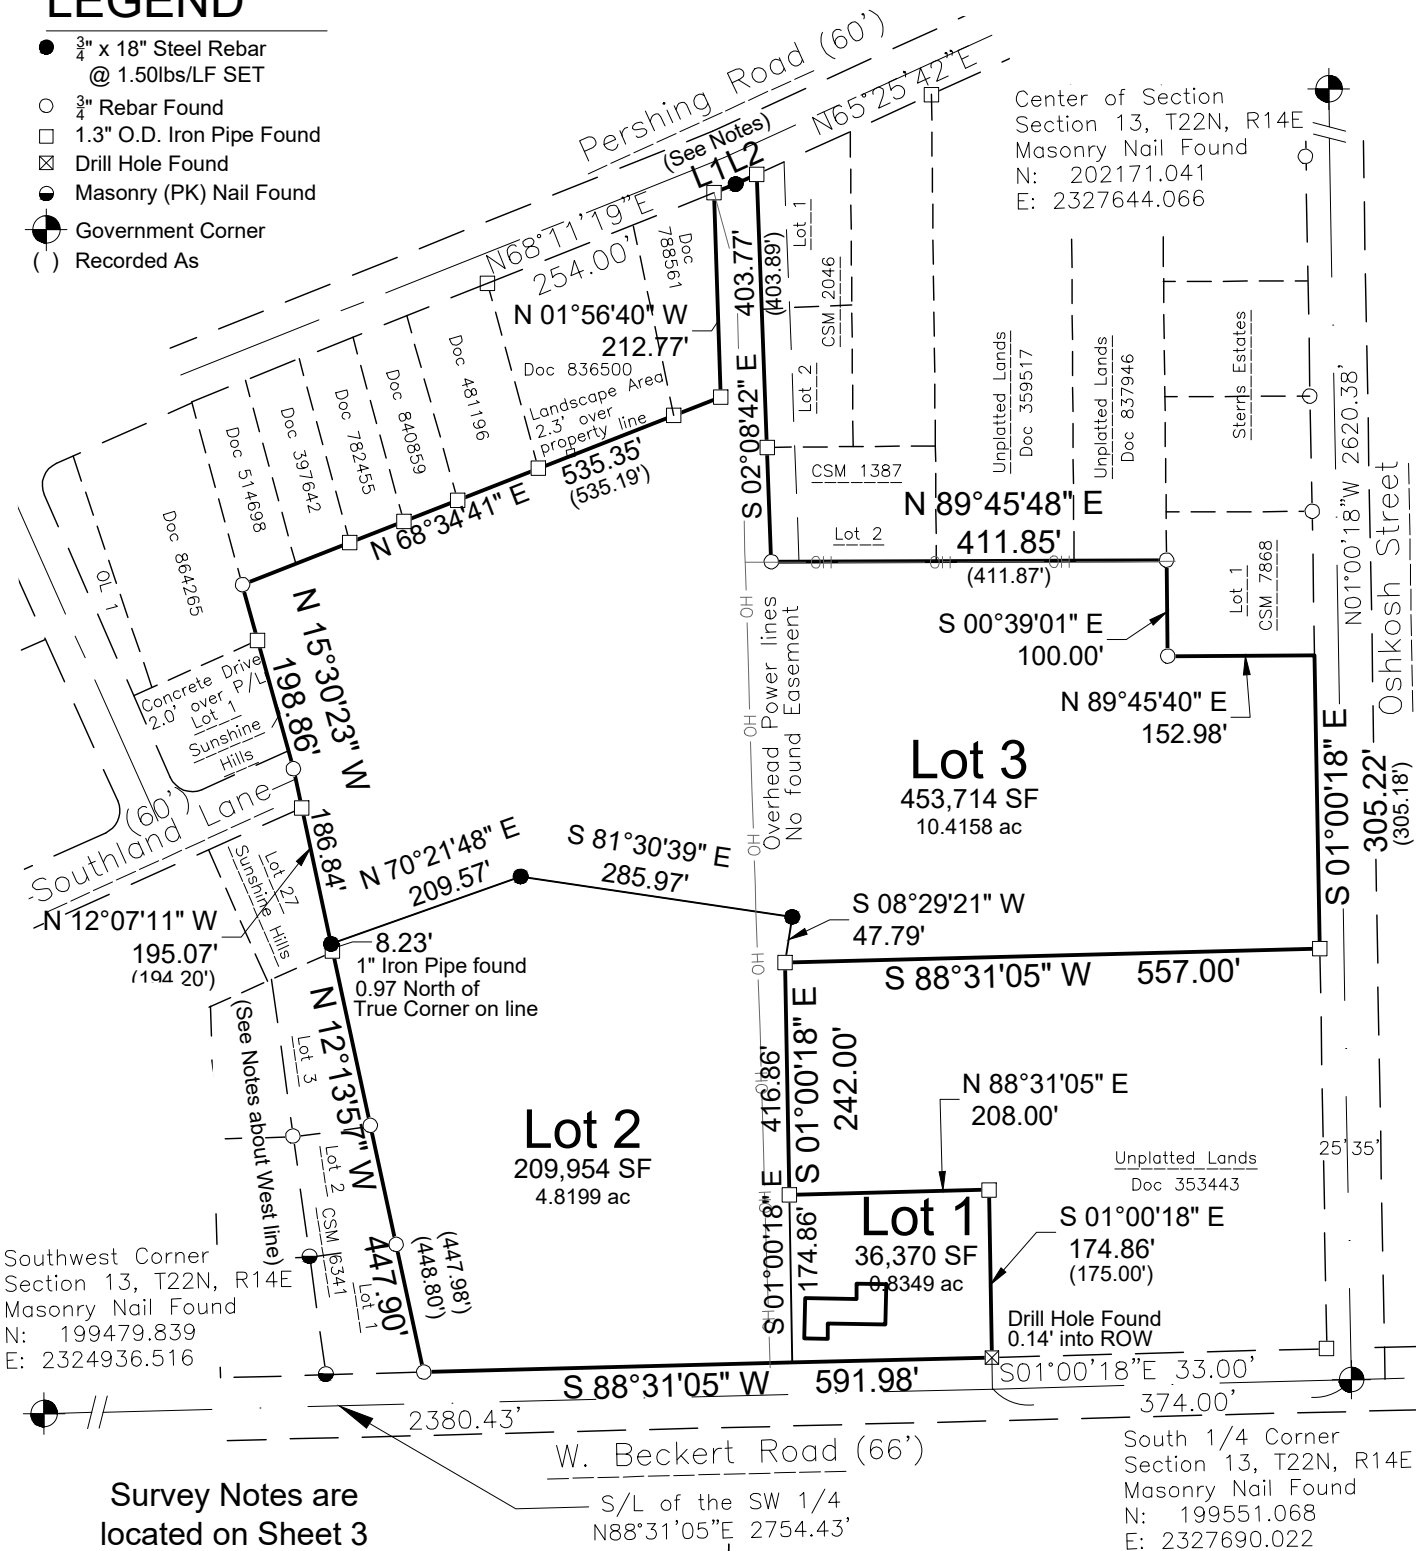 LEGEND
3/4" x 18" Steel Rebar
@ 1.50lbs/LF SET
3/4" Rebar Found
1.3" O.D. Iron Pipe Found
Drill Hole Found
Masonry (PK) Nail Found
Government Corner
( ) Recorded As
Pershing Road (60')
(See Notes)
N65°25'42"E
L1 L2
N68°11'19"E
254.00'
Center of Section
Section 13, T22N, R14E
Masonry Nail Found
N: 202171.041
E: 2327644.066
Doc
788561
N 01°56'40" W
212.77'
Doc 836500
Landscape Area
2.3' over
property line
Doc 481196
Doc 840859
Doc 782455
Doc 397642
Doc 514698
Doc 864265
OL 1
N 68°34'41" E
535.35'
(535.19')
S 02°08'42" E
403.77'
(403.89')
Lot 1
CSM 2046
Lot 2
CSM 1387
Lot 2
Unplatted Lands
Doc 359517
Unplatted Lands
Doc 837946
Sterns Estates
N 89°45'48" E
411.85'
(411.87')
OH
OH
OH
Lot 1
CSM 7868
N01°00'18"W 2620.38'
Oshkosh Street
S 00°39'01" E
100.00'
N 89°45'40" E
152.98'
S 01°00'18" E
305.22'
(305.18')
N 15°30'23" W
198.86'
Concrete Drive
2.0' over P/L
Lot 1
Sunshine
Hills
Southland Lane
(60')
Lot 27
Sunshine Hills
186.84'
N 12°07'11" W
195.07'
(194.20')
N 70°21'48" E
209.57'
S 81°30'39" E
285.97'
OH
OH
OH
OH
OH
OH
OH
Overhead Power lines
No found Easement
Lot 3
453,714 SF
10.4158 ac
S 08°29'21" W
47.79'
S 88°31'05" W 557.00'
8.23'
1" Iron Pipe found
0.97 North of
True Corner on line
(See Notes about West line)
Lot 3
Lot 2
CSM 6341
Lot 1
N 12°13'57" W
447.90'
(447.98')
(448.80')
Lot 2
209,954 SF
4.8199 ac
S 01°00'18" E 416.86'
S 01°00'18" E
242.00'
N 88°31'05" E
208.00'
Unplatted Lands
Doc 353443
25'35'
174.86'
Lot 1
36,370 SF
0.8349 ac
S 01°00'18" E
174.86'
(175.00')
Drill Hole Found
0.14' into ROW
Southwest Corner
Section 13, T22N, R14E
Masonry Nail Found
N: 199479.839
E: 2324936.516
S 88°31'05" W 591.98'
S01°00'18"E 33.00'
374.00'
2380.43'
W. Beckert Road (66')
S/L of the SW 1/4
N88°31'05"E 2754.43'
South 1/4 Corner
Section 13, T22N, R14E
Masonry Nail Found
N: 199551.068
E: 2327690.022
Survey Notes are
located on Sheet 3